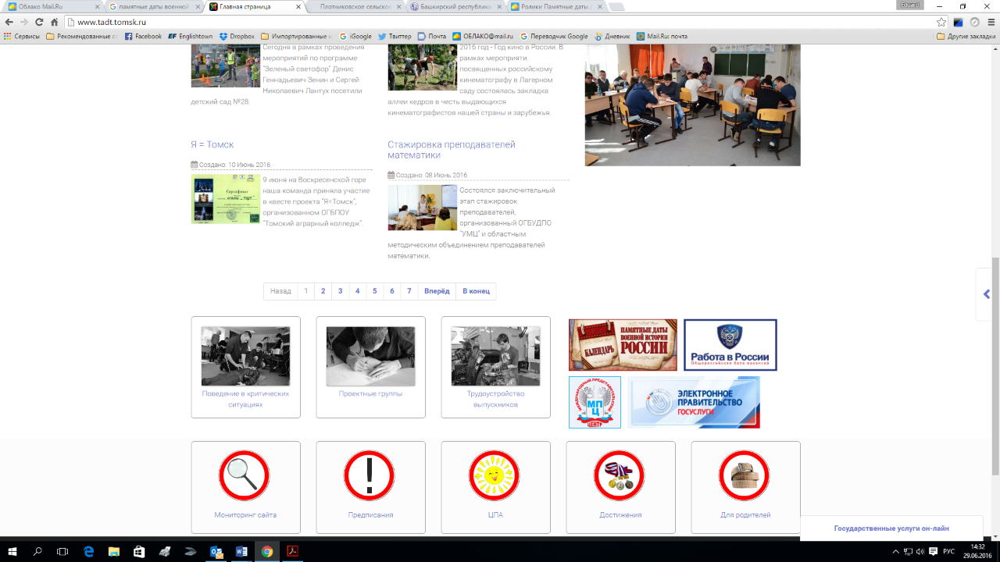 Облако Mail.Ru
памятные даты военной
Главная страница
Плотниковское сельское
Башкирский республика
Ролики Памятные даты
Eduard
www.tadt.tomsk.ru
Сервисы
Рекомендованные са
Facebook
EF Englishtown
Dropbox
Импортированные и
iGoogle
Твиттер
Почта
ОБЛАКО@mail.ru
Переводчик Google
Дневник
Mail.Ru: почта
Другие закладки
Сегодня в рамках проведения
мероприятий по программе
"Зеленый светофор" Денис
Геннадьевич Зенин и Сергей
Николаевич Лантух посетили
детский сад №28.
2016 год - Год кино в России. В
рамках мероприяти.
посвященных российскому
кинематографу в Лагерном
саду состоялась закладка
аллеи кедров в честь выдающихся
кинематографистов нашей страны и зарубежья.
Я = Томск
Создано: 10 Июнь 2016
Сертификат
9 июня на Воскресенской горе
наша команда приняла участие
в квесте проекта "Я=Томск",
организованном ОГБПОУ
"Томский аграрный колледж".
Стажировка преподавателей
математики
Создано: 08 Июнь 2016
Состоялся заключительный
этап стажировок
преподавателей,
организованный ОГБУДПО
"УМЦ" и областным
методическим объединением преподавателей
математики.
Назад 1 2 3 4 5 6 7 Вперёд В конец
Поведение в критических
ситуациях
Проектные группы
Трудоустройство
выпускников
КАЛЕНДАРЬ
ПАМЯТНЫЕ ДАТЫ
ВОЕННОЙ ИСТОРИИ
РОССИИ
Работа в России
Общероссийская база вакансий
МПЦ
ЦЕНТР
ЭЛЕКТРОННОЕ
ПРАВИТЕЛЬСТВО
ГОСУСЛУГИ
Мониторинг сайта
Предписания
ЦПА
Достижения
Для родителей
Государственные услуги он-лайн
РУС
14:32
29.06.2016